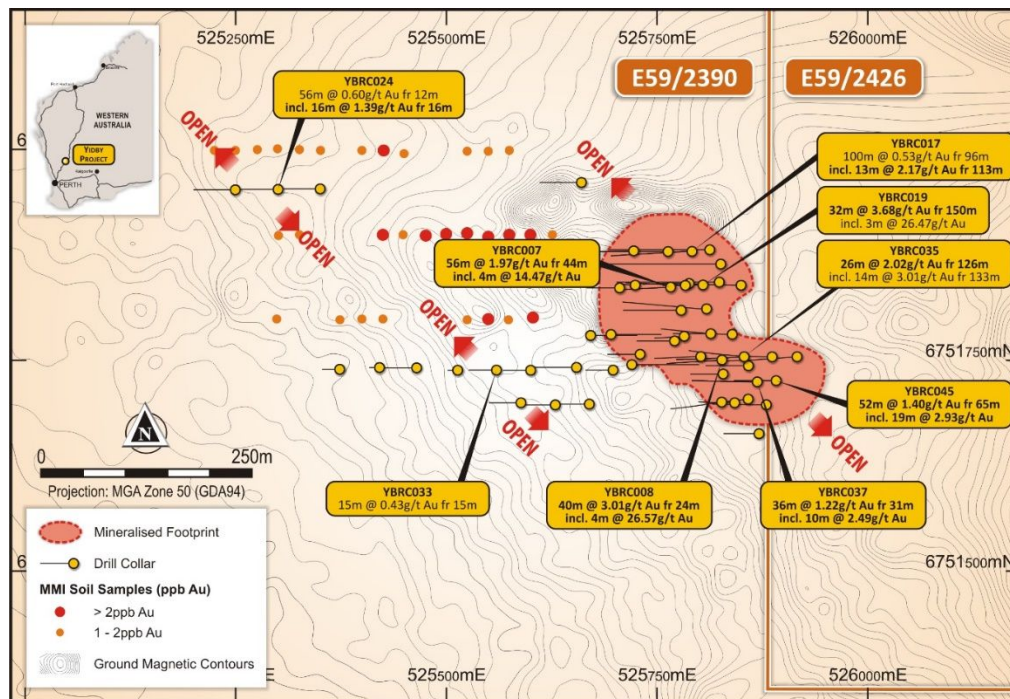 525250mE
525500mE
525750mE
526000mE
E59/2390
E59/2426
WESTERN
AUSTRALIA
YIDBY
PROJECT
PERTH
YBRC024
56m @ 0.60g/t Au fr 12m
incl. 16m @ 1.39g/t Au fr 16m
OPEN
OPEN
OPEN
YBRC017
100m @ 0.53g/t Au fr 96m
incl. 13m @ 2.17g/t Au fr 113m
YBRC019
32m @ 3.68g/t Au fr 150m
incl. 3m @ 26.47g/t Au
YBRC007
56m @ 1.97g/t Au fr 44m
incl. 4m @ 14.47g/t Au
YBRC035
26m @ 2.02g/t Au fr 126m
incl. 14m @ 3.01g/t Au fr 133m
OPEN
6751750mN
YBRC045
52m @ 1.40g/t Au fr 65m
incl. 19m @ 2.93g/t Au
OPEN
OPEN
N
0
250m
Projection: MGA Zone 50 (GDA94)
YBRC033
15m @ 0.43g/t Au fr 15m
YBRC008
40m @ 3.01g/t Au fr 24m
incl. 4m @ 26.57g/t Au
YBRC037
36m @ 1.22g/t Au fr 31m
incl. 10m @ 2.49g/t Au
Mineralised Footprint
Drill Collar
MMI Soil Samples (ppb Au)
> 2ppb Au
1 - 2ppb Au
Ground Magnetic Contours
6751500mN
525500mE
525750mE
526000mE